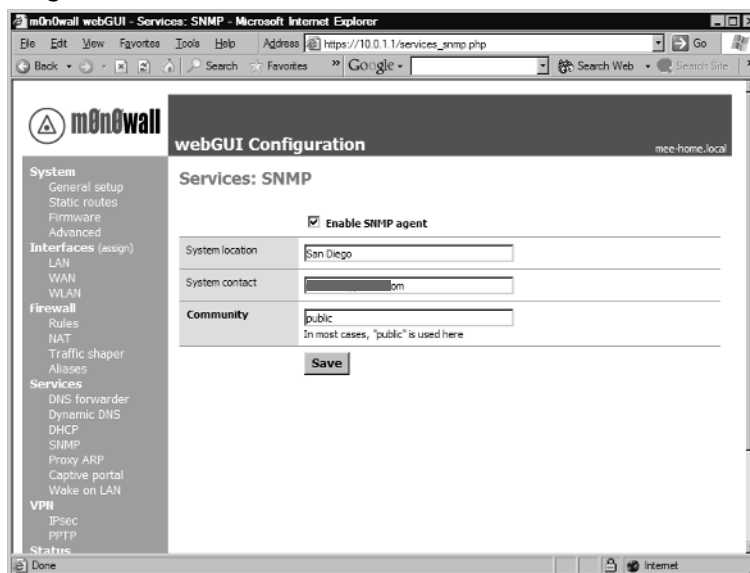 m0n0wall webGUI - Services: SNMP - Microsoft Internet Explorer
File Edit View Favorites Tools Help Address https://10.0.1.1/services_snmp.php Go
Back Search Favorites » Google Search Web Search Site
m0n0wall
webGUI Configuration mee-home.local
System
General setup
Static routes
Firmware
Advanced
Interfaces (assign)
LAN
WAN
WLAN
Firewall
Rules
NAT
Traffic shaper
Aliases
Services
DNS forwarder
Dynamic DNS
DHCP
SNMP
Proxy ARP
Captive portal
Wake on LAN
VPN
IPsec
PPTP
Status
Services: SNMP
Enable SNMP agent
System location San Diego
System contact om
Community public
In most cases, "public" is used here
Save
Done Internet